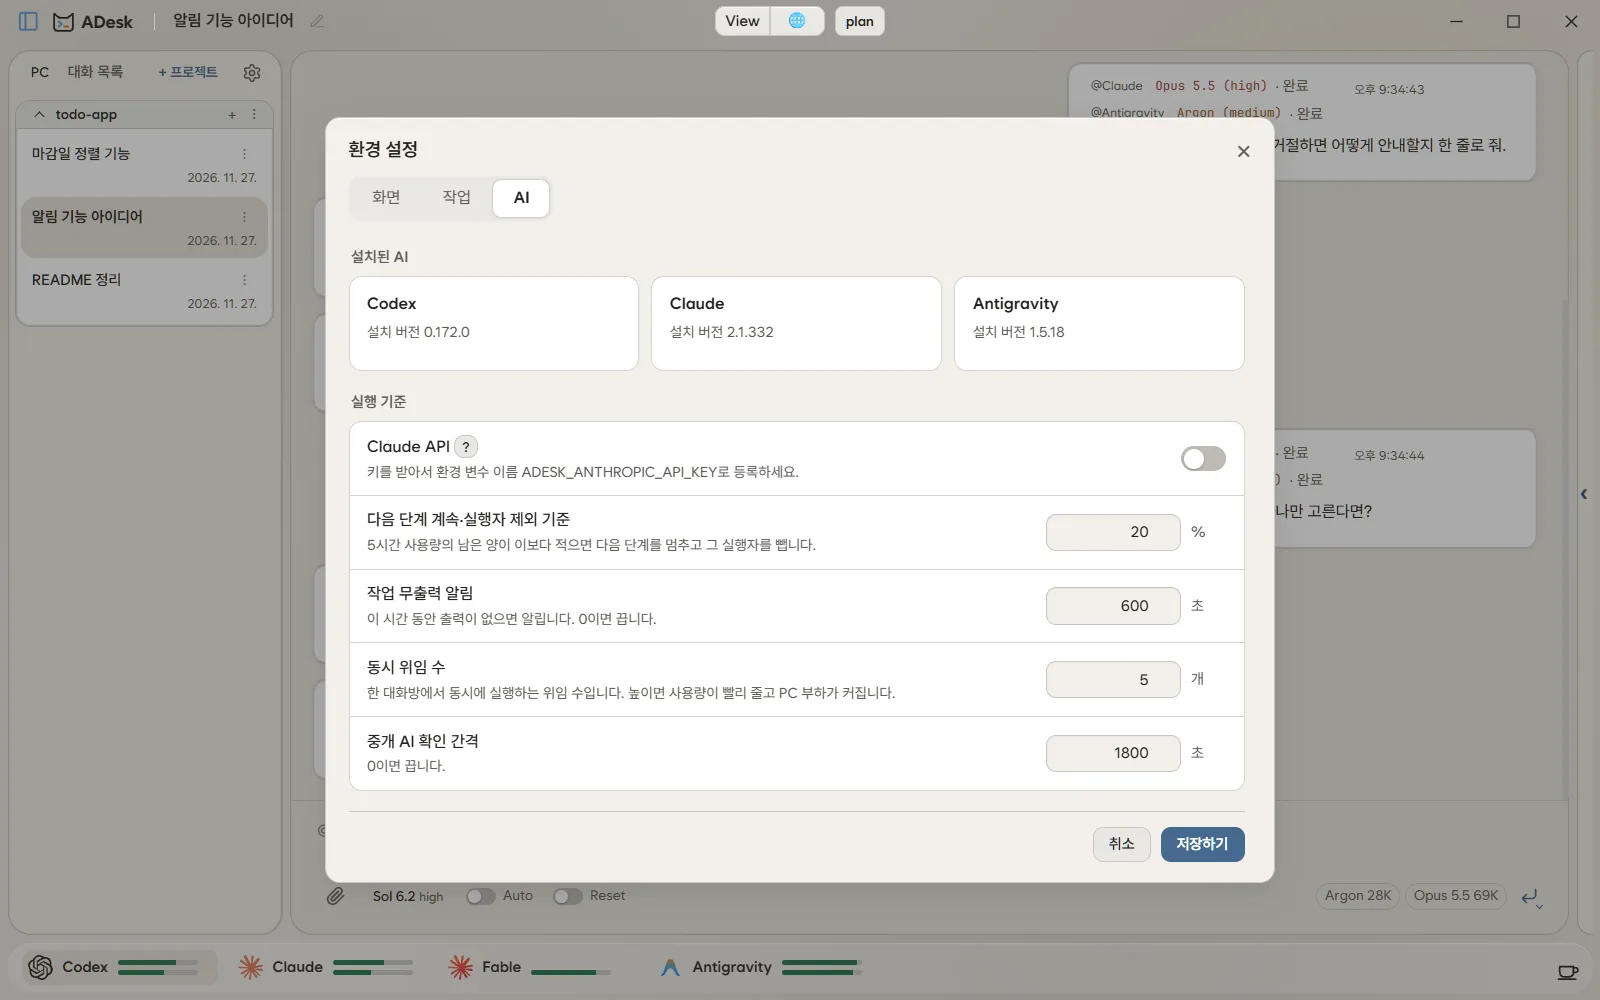 ADesk
알림 기능 아이디어
View
plan
PC
대화 목록
+ 프로젝트
todo-app
마감일 정렬 기능
2026. 11. 27.
알림 기능 아이디어
2026. 11. 27.
README 정리
2026. 11. 27.
@Claude Opus 5.5 (high) · 완료
오후 9:34:43
@Antigravity Argon (medium) · 완료
거절하면 어떻게 안내할지 한 줄로 줘.
· 완료
오후 9:34:44
· 완료
나만 고른다면?
환경 설정
화면
작업
AI
설치된 AI
Codex
설치 버전 0.172.0
Claude
설치 버전 2.1.332
Antigravity
설치 버전 1.5.18
실행 기준
Claude API ?
키를 받아서 환경 변수 이름 ADESK_ANTHROPIC_API_KEY로 등록하세요.
다음 단계 계속·실행자 제외 기준
5시간 사용량의 남은 양이 이보다 적으면 다음 단계를 멈추고 그 실행자를 뺍니다.
20 %
작업 무출력 알림
이 시간 동안 출력이 없으면 알립니다. 0이면 끕니다.
600 초
동시 위임 수
한 대화방에서 동시에 실행하는 위임 수입니다. 높이면 사용량이 빨리 줄고 PC 부하가 커집니다.
5 개
중개 AI 확인 간격
0이면 끕니다.
1800 초
취소
저장하기
Sol 6.2 high
Auto
Reset
Argon 28K
Opus 5.5 69K
Codex
Claude
Fable
Antigravity